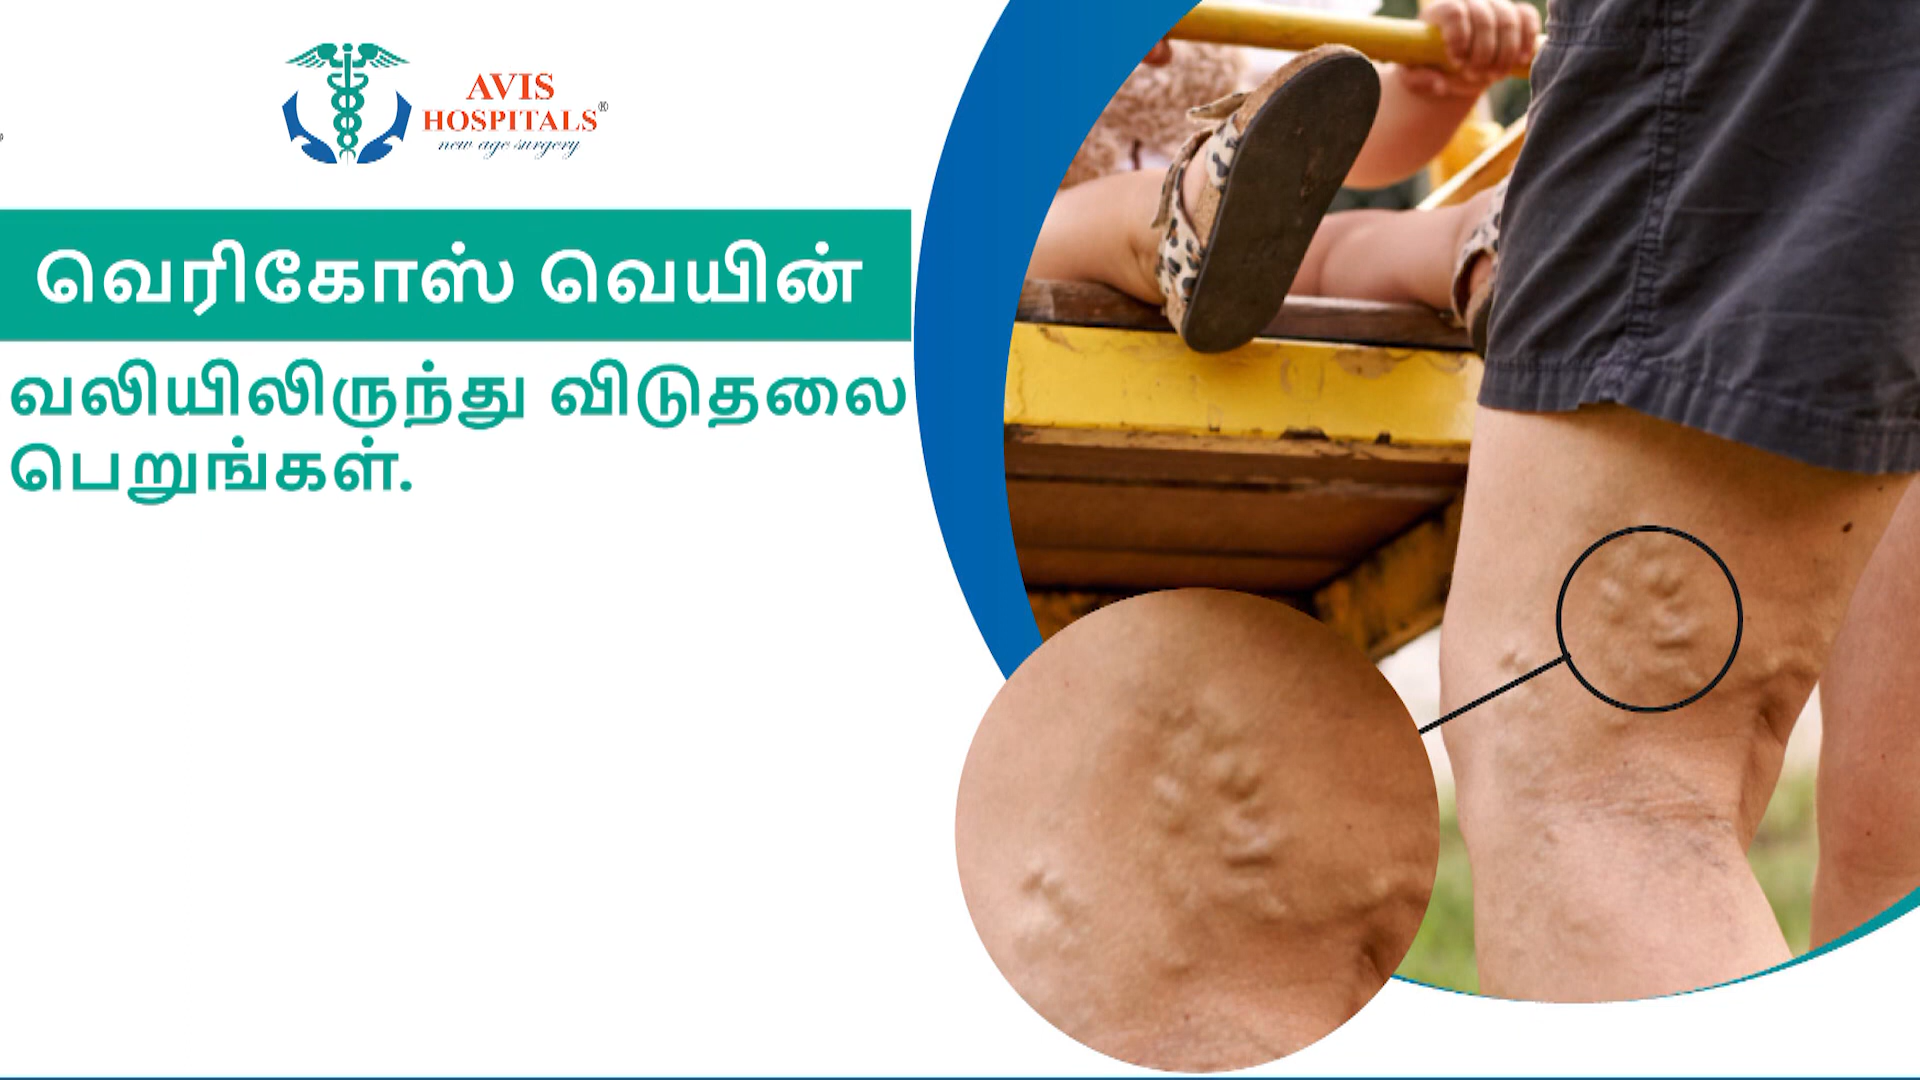 AVIS
HOSPITALS®
new age surgery
வெரிகோஸ் வெயின்
வலியிலிருந்து விடுதலை
பெறுங்கள்.